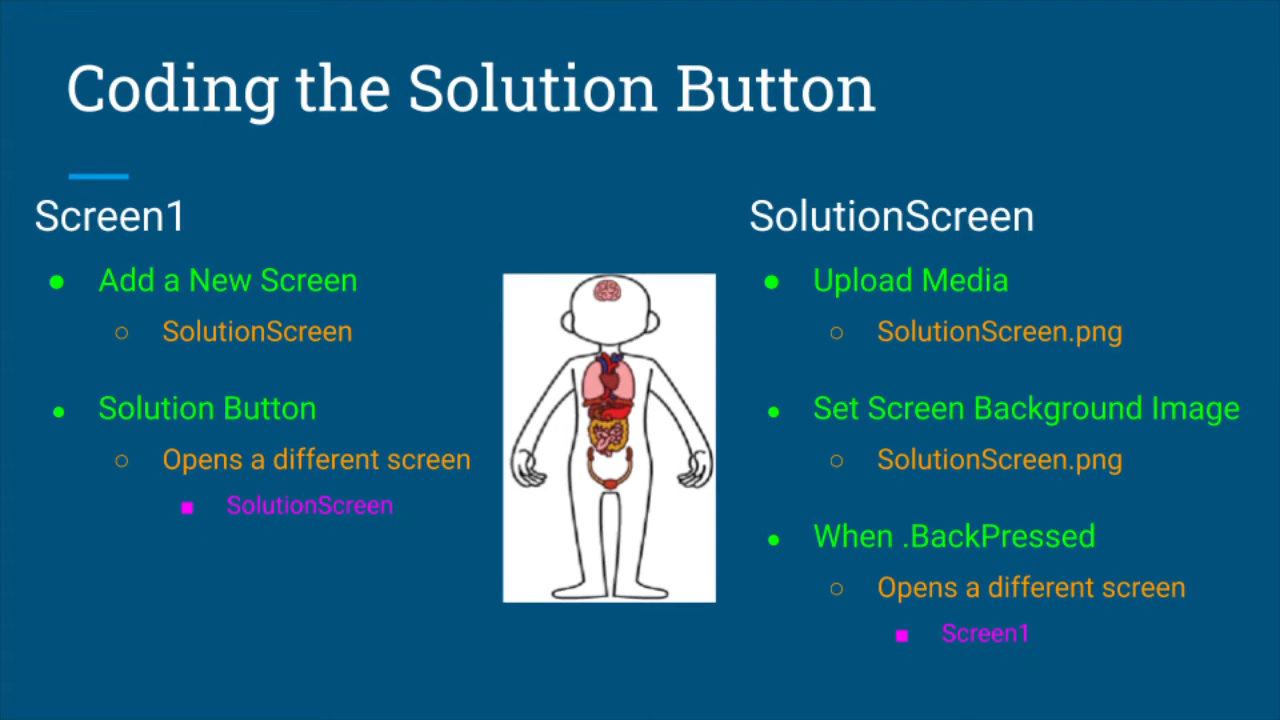 Coding the Solution Button
Screen1
● Add a New Screen
○ SolutionScreen
● Solution Button
○ Opens a different screen
■ SolutionScreen
SolutionScreen
● Upload Media
○ SolutionScreen.png
● Set Screen Background Image
○ SolutionScreen.png
● When .BackPressed
○ Opens a different screen
■ Screen1